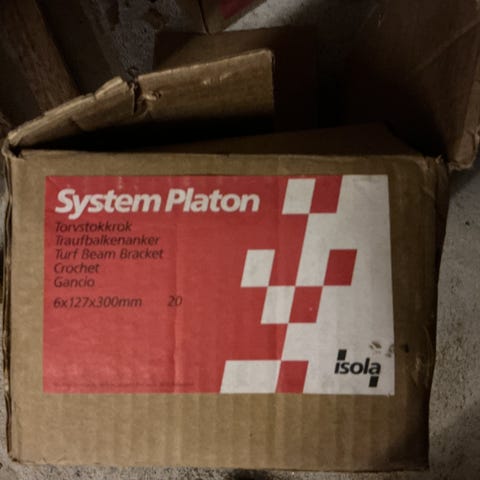 System Platon
Torvstokkrok
Traufbalkenanker
Turf Beam Bracket
Crochet
Gancio
6x127x300mm 20
isola